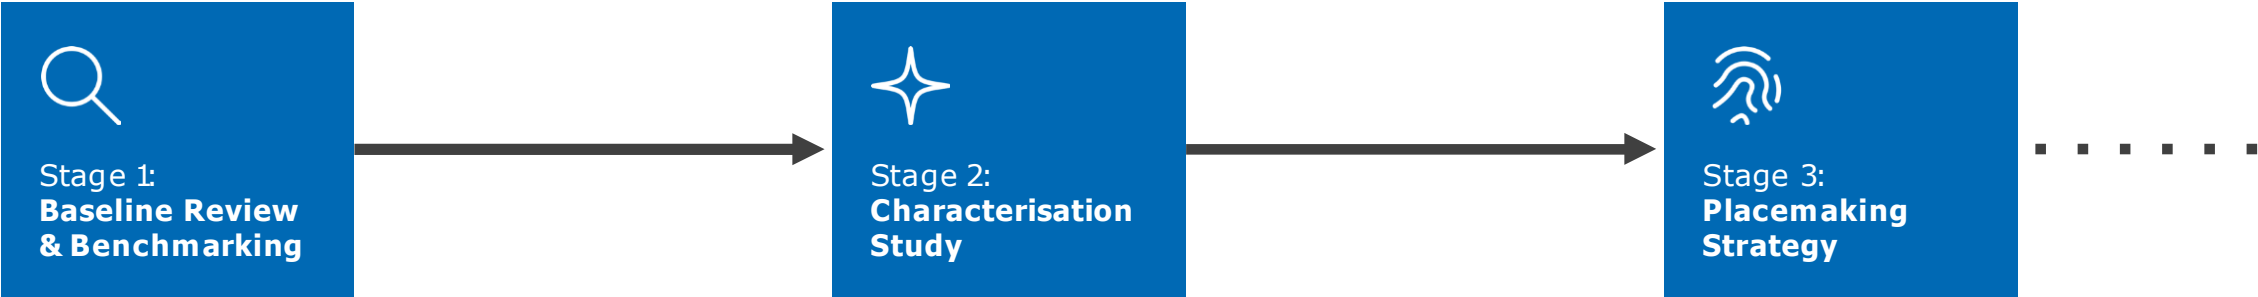 Stage 1:
Baseline Review
& Benchmarking
Stage 2:
Characterisation
Study
Stage 3:
Placemaking
Strategy